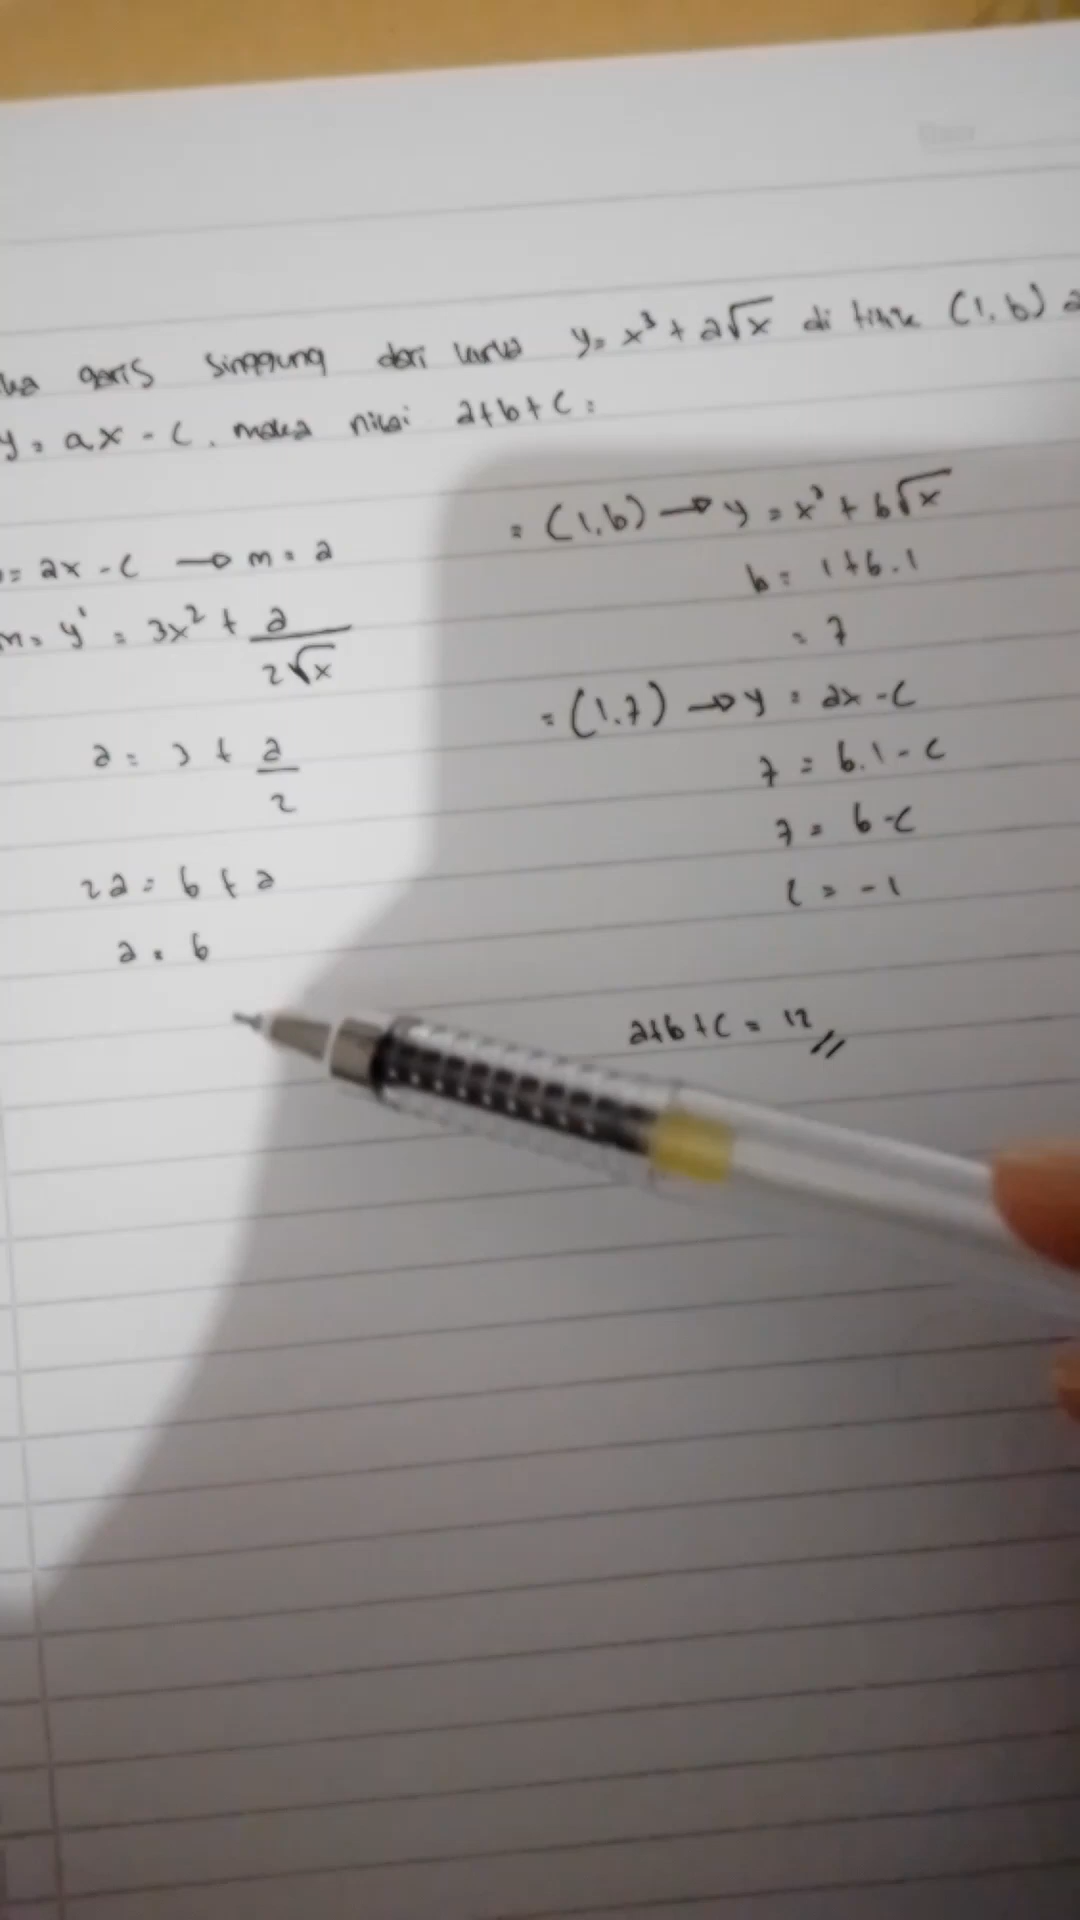 garis singgung dari kurva y = x³ + a√x di titik (1, b)
y = ax - c, maka nilai a+b+c =
= ax - c → m = a
m = y' = 3x² + a / 2√x
a = 3 + a / 2
2a = 6 + a
a = 6
= (1, b) → y = x³ + 6√x
b = 1 + 6 . 1
= 7
= (1, 7) → y = ax - c
7 = 6 . 1 - c
7 = 6 - c
c = -1
a+b+c = 12 //